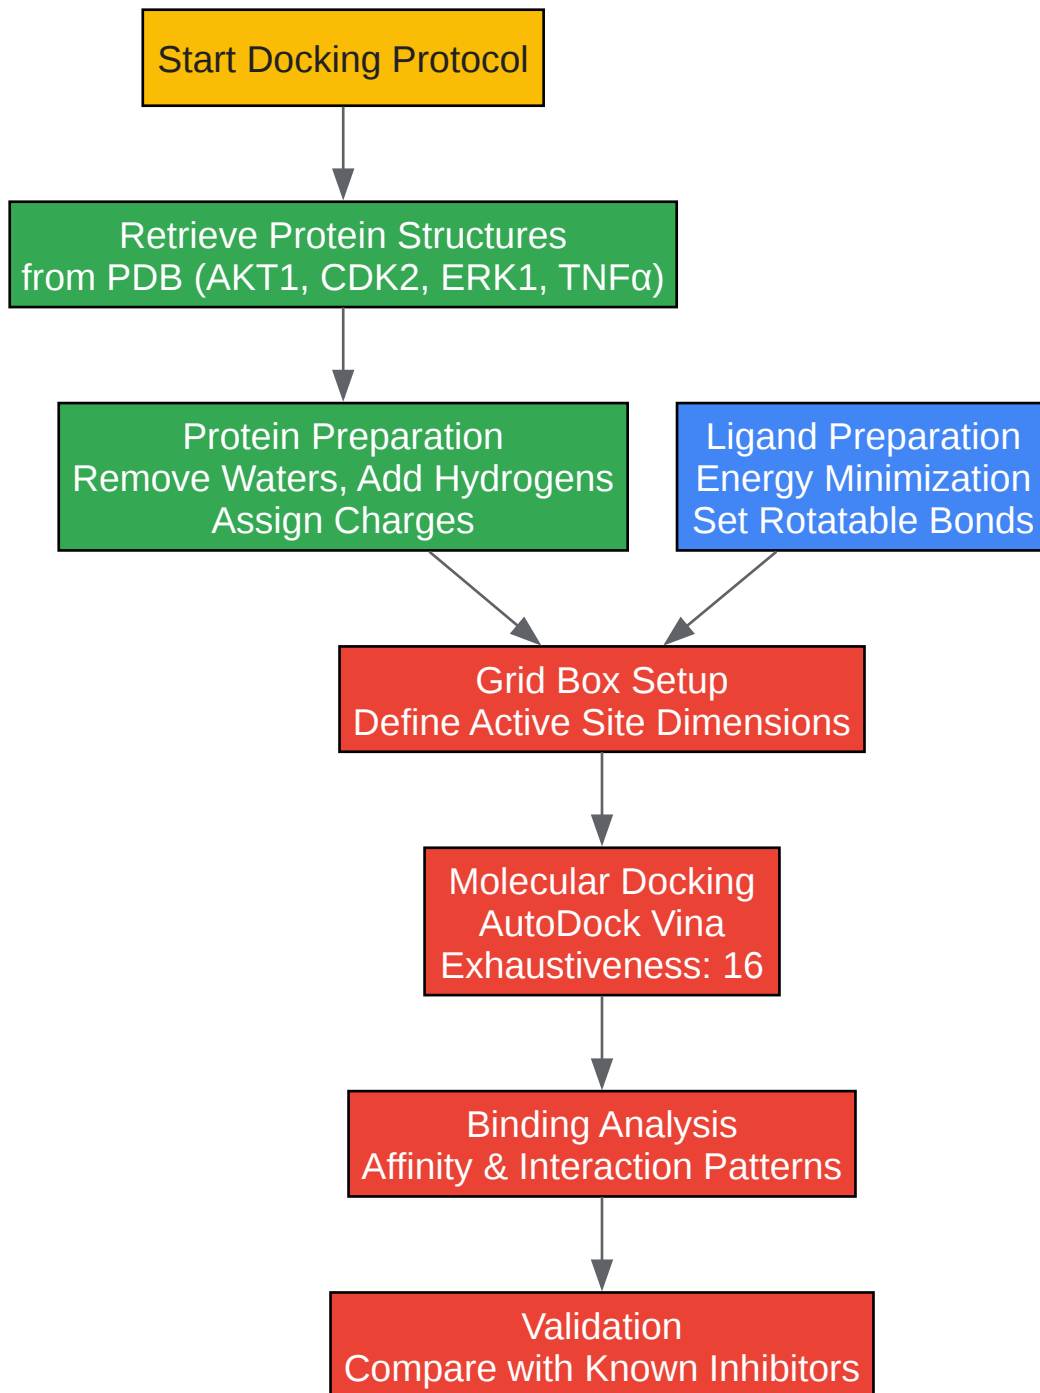 Start Docking Protocol
Retrieve Protein Structures
from PDB (AKT1, CDK2, ERK1, TNFα)
Protein Preparation
Remove Waters, Add Hydrogens
Assign Charges
Ligand Preparation
Energy Minimization
Set Rotatable Bonds
Grid Box Setup
Define Active Site Dimensions
Molecular Docking
AutoDock Vina
Exhaustiveness: 16
Binding Analysis
Affinity & Interaction Patterns
Validation
Compare with Known Inhibitors